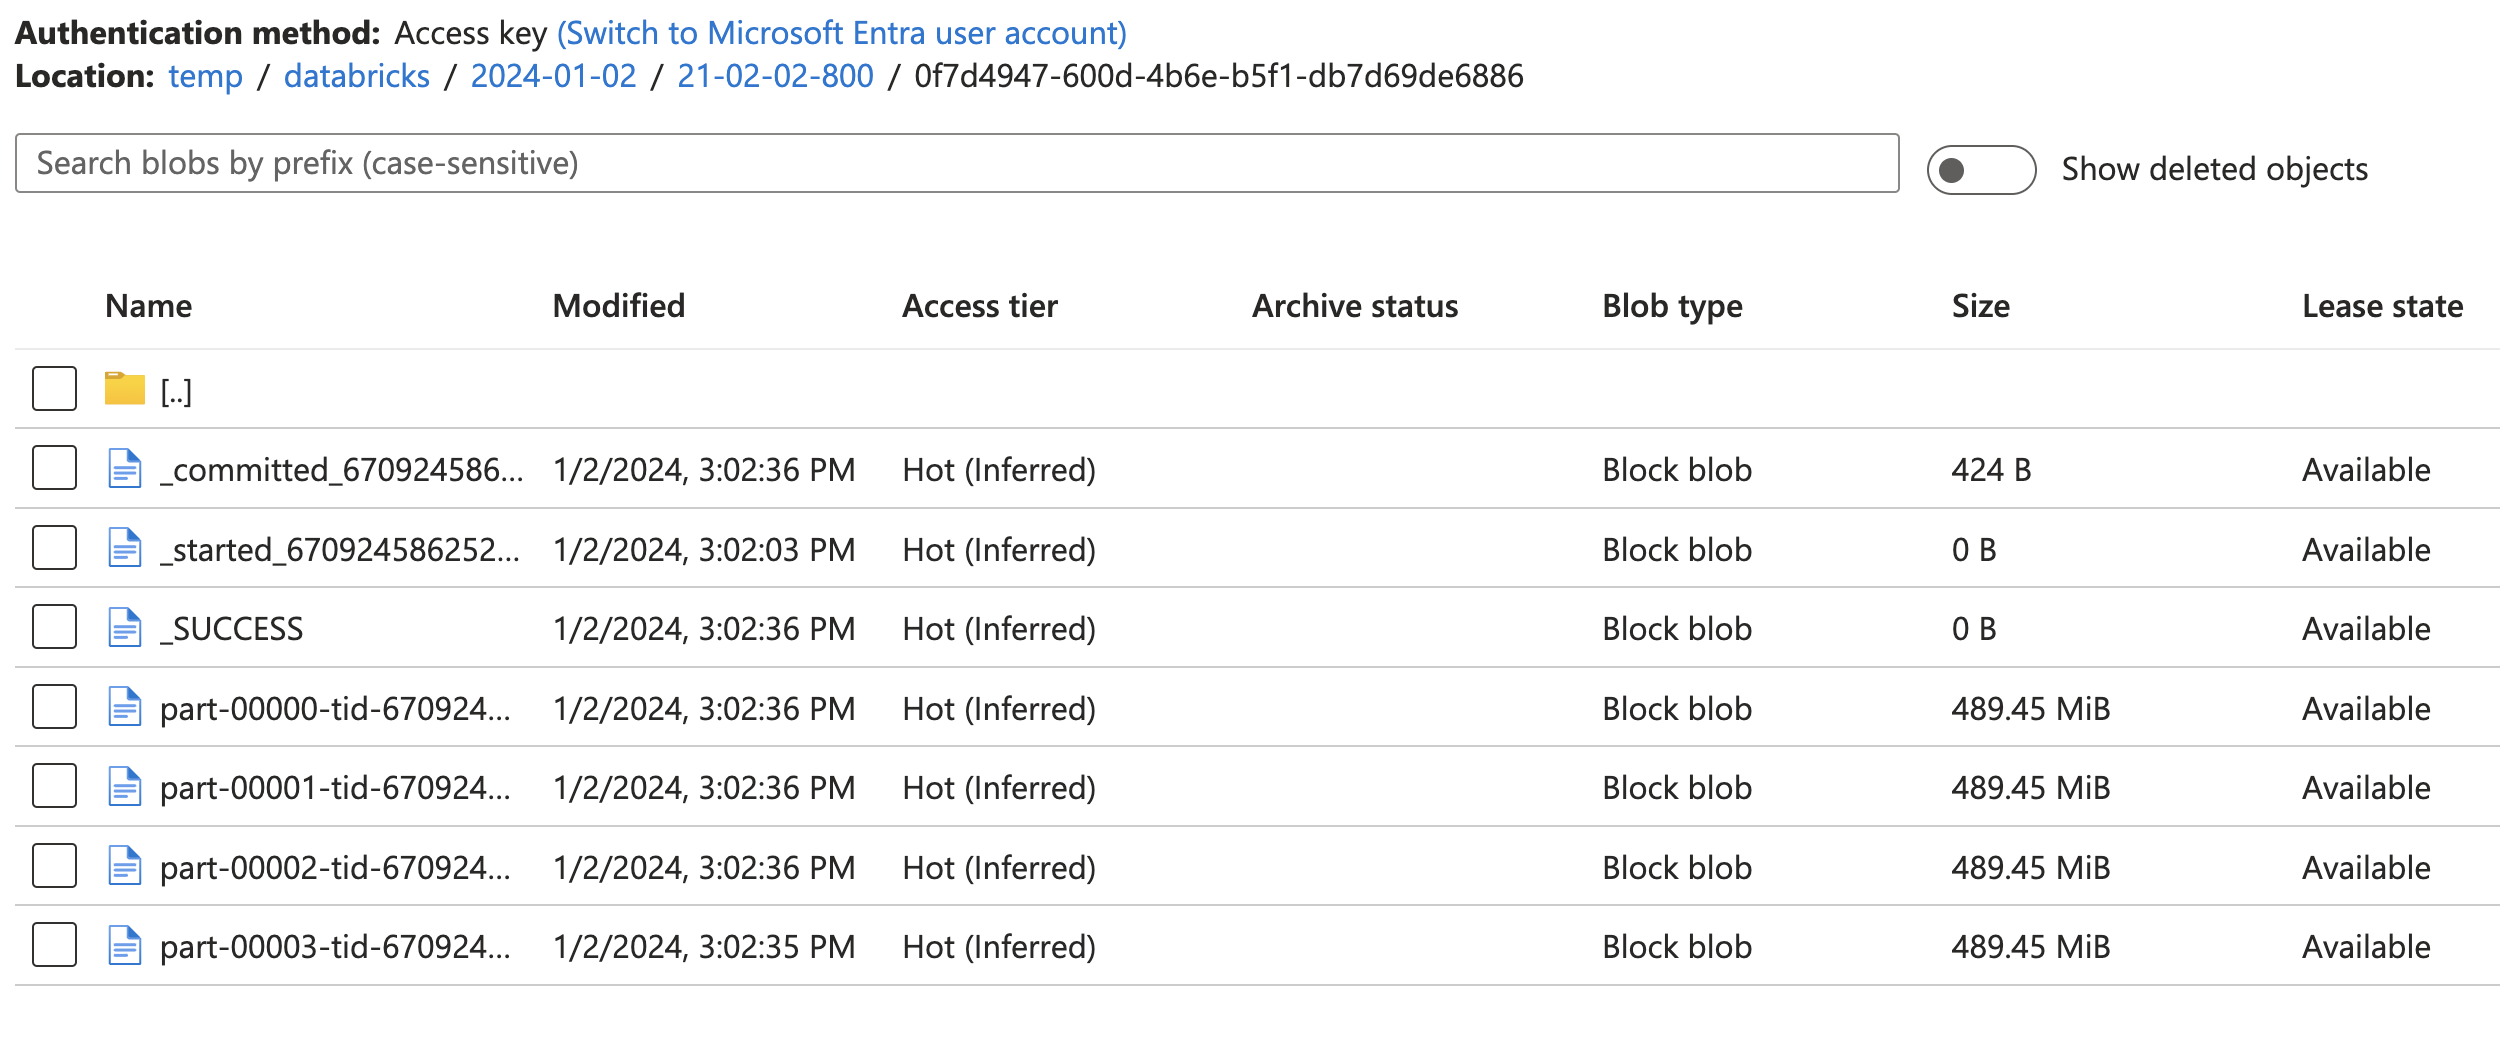 Authentication method: Access key (Switch to Microsoft Entra user account)
Location: temp / databricks / 2024-01-02 / 21-02-02-800 / 0f7d4947-600d-4b6e-b5f1-db7d69de6886
Search blobs by prefix (case-sensitive) Show deleted objects
Name Modified Access tier Archive status Blob type Size Lease state
[..]
_committed_670924586... 1/2/2024, 3:02:36 PM Hot (Inferred) Block blob 424 B Available
_started_670924586252... 1/2/2024, 3:02:03 PM Hot (Inferred) Block blob 0 B Available
_SUCCESS 1/2/2024, 3:02:36 PM Hot (Inferred) Block blob 0 B Available
part-00000-tid-670924... 1/2/2024, 3:02:36 PM Hot (Inferred) Block blob 489.45 MiB Available
part-00001-tid-670924... 1/2/2024, 3:02:36 PM Hot (Inferred) Block blob 489.45 MiB Available
part-00002-tid-670924... 1/2/2024, 3:02:36 PM Hot (Inferred) Block blob 489.45 MiB Available
part-00003-tid-670924... 1/2/2024, 3:02:35 PM Hot (Inferred) Block blob 489.45 MiB Available